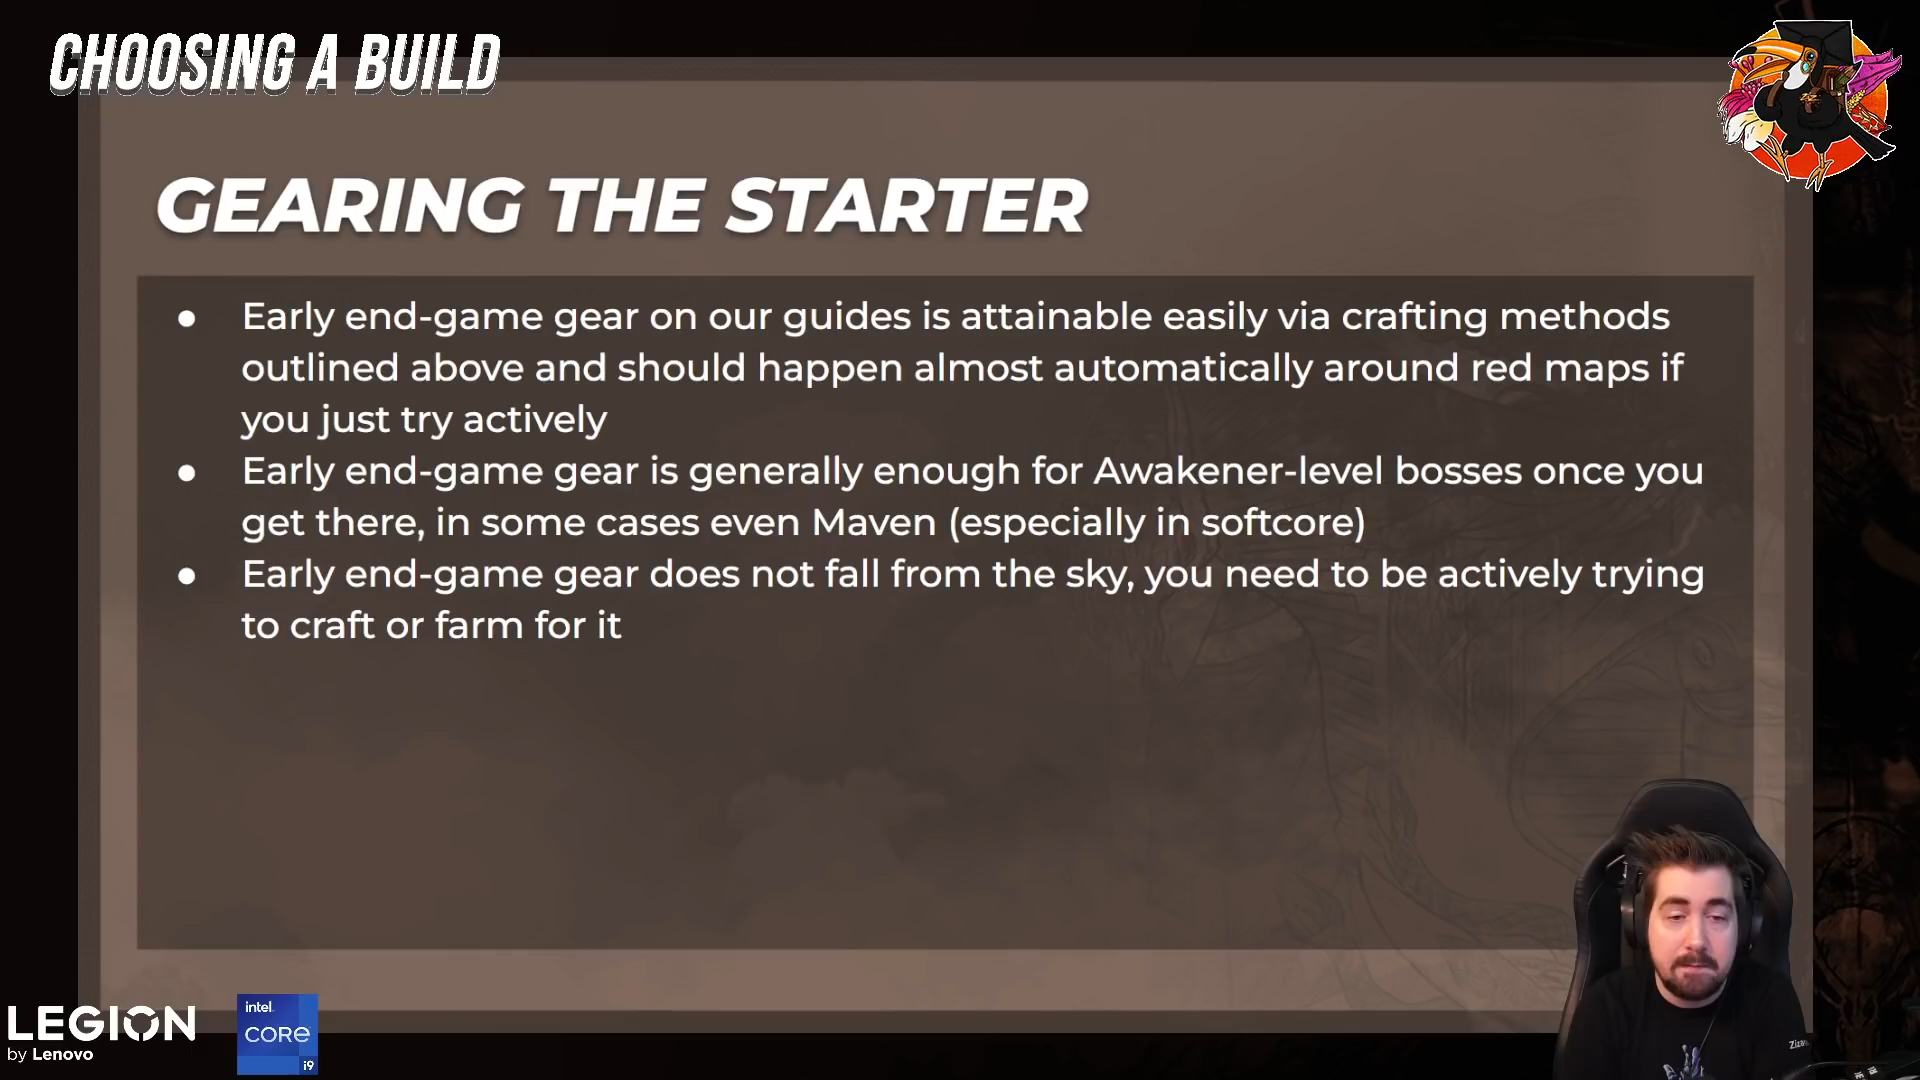 CHOOSING A BUILD
GEARING THE STARTER
● Early end-game gear on our guides is attainable easily via crafting methods
outlined above and should happen almost automatically around red maps if
you just try actively
● Early end-game gear is generally enough for Awakener-level bosses once you
get there, in some cases even Maven (especially in softcore)
● Early end-game gear does not fall from the sky, you need to be actively trying
to craft or farm for it
LEGION
by Lenovo
intel
CORE
i9